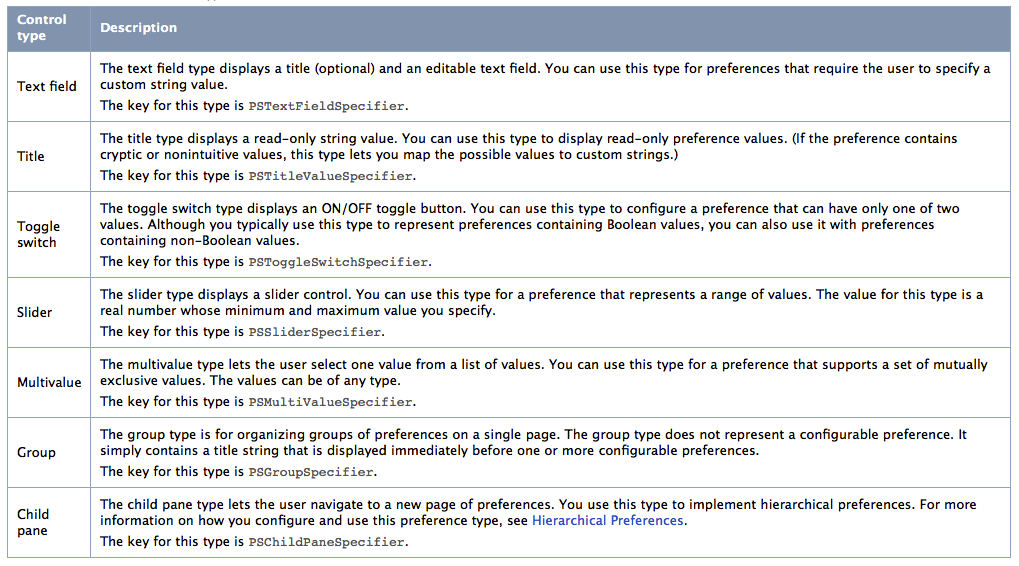 Control type
Description
Text field
The text field type displays a title (optional) and an editable text field. You can use this type for preferences that require the user to specify a
custom string value.
The key for this type is PSTextFieldSpecifier.
Title
The title type displays a read-only string value. You can use this type to display read-only preference values. (If the preference contains
cryptic or nonintuitive values, this type lets you map the possible values to custom strings.)
The key for this type is PSTitleValueSpecifier.
Toggle
switch
The toggle switch type displays an ON/OFF toggle button. You can use this type to configure a preference that can have only one of two
values. Although you typically use this type to represent preferences containing Boolean values, you can also use it with preferences
containing non-Boolean values.
The key for this type is PSToggleSwitchSpecifier.
Slider
The slider type displays a slider control. You can use this type for a preference that represents a range of values. The value for this type is a
real number whose minimum and maximum value you specify.
The key for this type is PSSliderSpecifier.
Multivalue
The multivalue type lets the user select one value from a list of values. You can use this type for a preference that supports a set of mutually
exclusive values. The values can be of any type.
The key for this type is PSMultiValueSpecifier.
Group
The group type is for organizing groups of preferences on a single page. The group type does not represent a configurable preference. It
simply contains a title string that is displayed immediately before one or more configurable preferences.
The key for this type is PSGroupSpecifier.
Child
pane
The child pane type lets the user navigate to a new page of preferences. You use this type to implement hierarchical preferences. For more
information on how you configure and use this preference type, see Hierarchical Preferences.
The key for this type is PSChildPaneSpecifier.